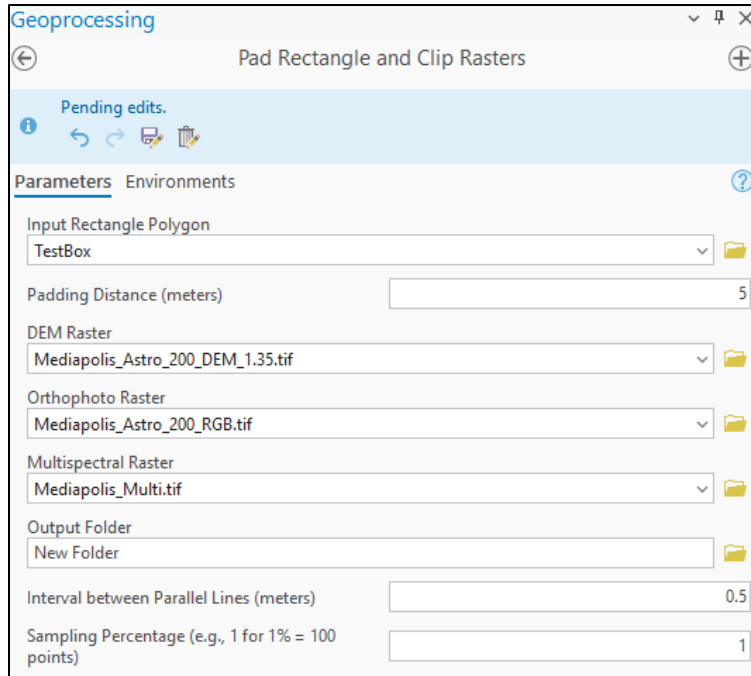 Geoprocessing
Pad Rectangle and Clip Rasters
Pending edits.
Parameters Environments
Input Rectangle Polygon
TestBox
Padding Distance (meters) 5
DEM Raster
Mediapolis_Astro_200_DEM_1.35.tif
Orthophoto Raster
Mediapolis_Astro_200_RGB.tif
Multispectral Raster
Mediapolis_Multi.tif
Output Folder
New Folder
Interval between Parallel Lines (meters) 0.5
Sampling Percentage (e.g., 1 for 1% = 100
points) 1